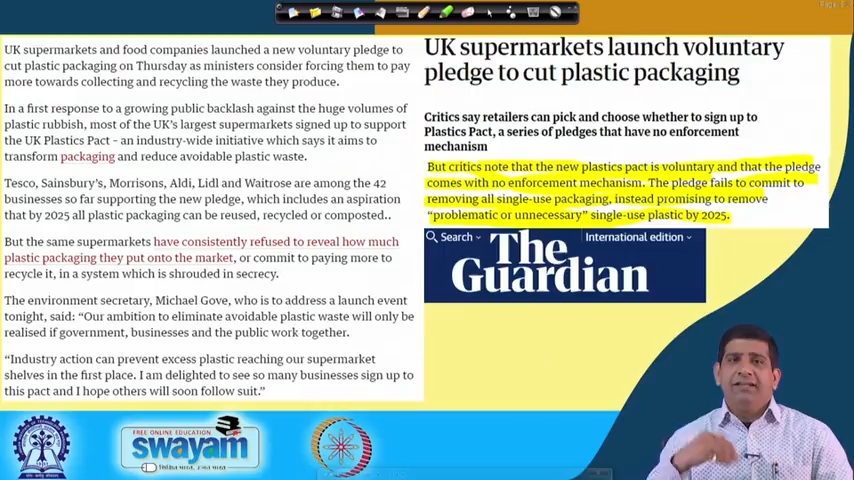 UK supermarkets and food companies launched a new voluntary pledge to
cut plastic packaging on Thursday as ministers consider forcing them to pay
more towards collecting and recycling the waste they produce.
In a first response to a growing public backlash against the huge volumes of
plastic rubbish, most of the UK's largest supermarkets signed up to support
the UK Plastics Pact – an industry-wide initiative which says it aims to
transform packaging and reduce avoidable plastic waste.
Tesco, Sainsbury's, Morrisons, Aldi, Lidl and Waitrose are among the 42
businesses so far supporting the new pledge, which includes an aspiration
that by 2025 all plastic packaging can be reused, recycled or composted..
But the same supermarkets have consistently refused to reveal how much
plastic packaging they put onto the market, or commit to paying more to
recycle it, in a system which is shrouded in secrecy.
The environment secretary, Michael Gove, who is to address a launch event
tonight, said: “Our ambition to eliminate avoidable plastic waste will only be
realised if government, businesses and the public work together.
“Industry action can prevent excess plastic reaching our supermarket
shelves in the first place. I am delighted to see so many businesses sign up to
this pact and I hope others will soon follow suit.”
UK supermarkets launch voluntary
pledge to cut plastic packaging
Critics say retailers can pick and choose whether to sign up to
Plastics Pact, a series of pledges that have no enforcement
mechanism
But critics note that the new plastics pact is voluntary and that the pledge
comes with no enforcement mechanism. The pledge fails to commit to
removing all single-use packaging, instead promising to remove
“problematic or unnecessary” single-use plastic by 2025.
Search
International edition
The
Guardian
FREE ONLINE EDUCATION
swayam